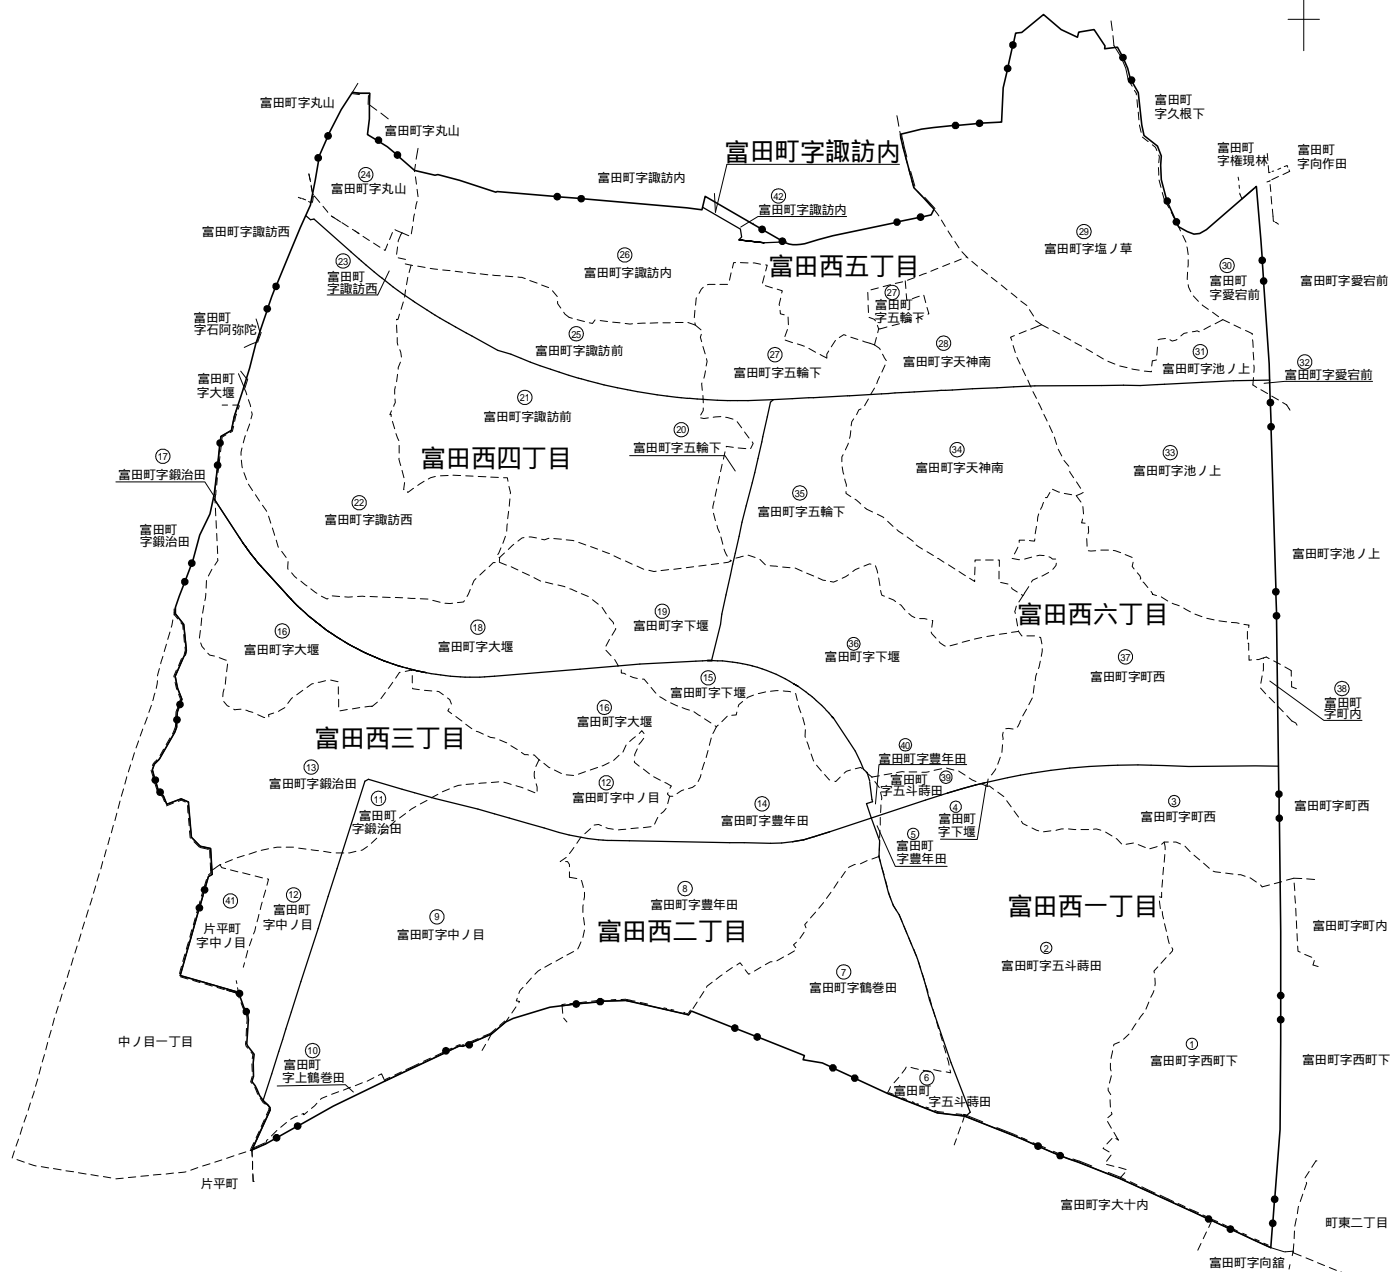 富田町字丸山
富田町字丸山
㉔
富田町字丸山
富田町字諏訪内
富田町字諏訪内
㊷
富田町字諏訪内
富田町
字久根下
富田町
字権現林
富田町
字向作田
富田町字諏訪西
㉓
富田町
字諏訪西
㉖
富田町字諏訪内
富田西五丁目
㉙
富田町字塩ノ草
㉚
富田町
字愛宕前
富田町字愛宕前
㉗
富田町
字五輪下
富田町
字石阿弥陀
㉕
富田町字諏訪前
㉗
富田町字五輪下
㉘
富田町字天神南
㉛
富田町字池ノ上
㉜
富田町字愛宕前
富田町
字大堰
㉑
富田町字諏訪前
⑳
富田町字五輪下
富田西四丁目
⑰
富田町字鍛治田
㉞
富田町字天神南
㉝
富田町字池ノ上
㉒
富田町字諏訪西
㉟
富田町字五輪下
富田町
字鍛治田
富田町字池ノ上
⑯
富田町字大堰
⑱
富田町字大堰
⑲
富田町字下堰
㊱
富田町字下堰
富田西六丁目
㊲
富田町字町西
⑮
富田町字下堰
㊳
富田町
字町内
⑯
富田町字大堰
富田西三丁目
⑬
富田町字鍛治田
⑫
富田町字中ノ目
㊵
富田町字豊年田
富田町
字五斗蒔田
㊴
⑪
富田町
字鍛治田
⑭
富田町字豊年田
④
富田町
字下堰
③
富田町字町西
富田町字町西
⑤
富田町
字豊年田
㊶
片平町
字中ノ目
⑫
富田町
字中ノ目
⑨
富田町字中ノ目
⑧
富田町字豊年田
富田西二丁目
富田西一丁目
②
富田町字五斗蒔田
富田町字町内
⑦
富田町字鶴巻田
中ノ目一丁目
⑩
富田町
字上鶴巻田
①
富田町字西町下
富田町字西町下
⑥
富田町
字五斗蒔田
片平町
富田町字大十内
町東二丁目
富田町字向舘